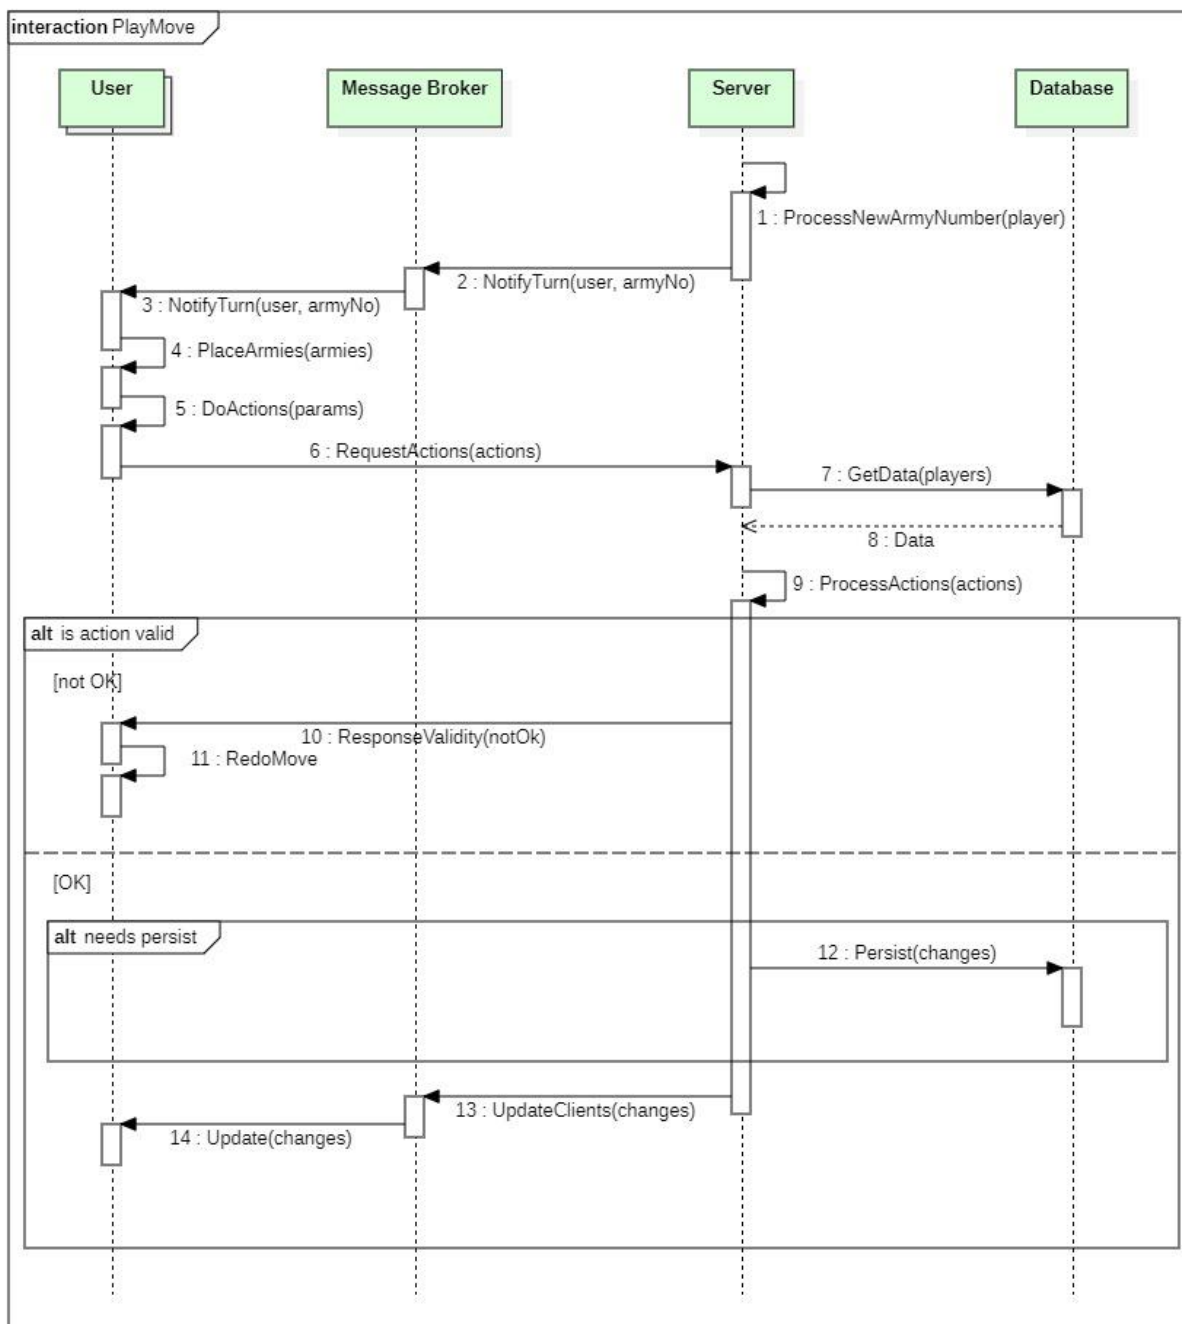 interaction PlayMove
User
Message Broker
Server
Database
1 : ProcessNewArmyNumber(player)
2 : NotifyTurn(user, armyNo)
3 : NotifyTurn(user, armyNo)
4 : PlaceArmies(armies)
5 : DoActions(params)
6 : RequestActions(actions)
7 : GetData(players)
8 : Data
9 : ProcessActions(actions)
alt is action valid
[not OK]
10 : ResponseValidity(notOk)
11 : RedoMove
[OK]
alt needs persist
12 : Persist(changes)
13 : UpdateClients(changes)
14 : Update(changes)